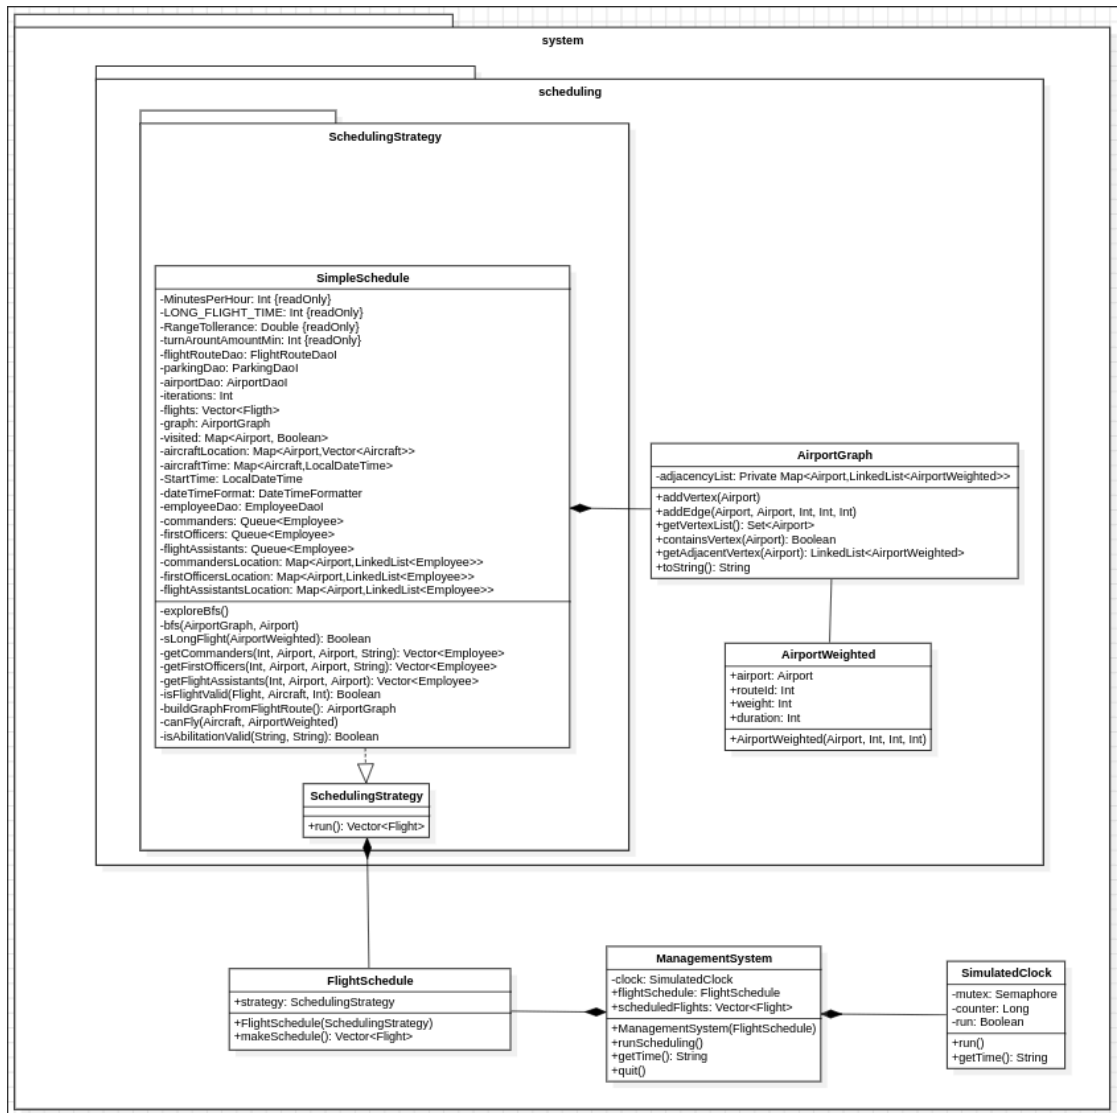 system
scheduling
SchedulingStrategy
SimpleSchedule
-MinutesPerHour: Int {readOnly}
-LONG_FLIGHT_TIME: Int {readOnly}
-RangeTollerance: Double {readOnly}
-turnArountAmountMin: Int {readOnly}
-flightRouteDao: FlightRouteDaoI
-parkingDao: ParkingDaoI
-airportDao: AirportDaoI
-iterations: Int
-flights: Vector<Fligth>
-graph: AirportGraph
-visited: Map<Airport, Boolean>
-aircraftLocation: Map<Airport,Vector<Aircraft>>
-aircraftTime: Map<Aircraft,LocalDateTime>
-StartTime: LocalDateTime
-dateTimeFormat: DateTimeFormatter
-employeeDao: EmployeeDaoI
-commanders: Queue<Employee>
-firstOfficers: Queue<Employee>
-flightAssistants: Queue<Employee>
-commandersLocation: Map<Airport,LinkedList<Employee>>
-firstOfficersLocation: Map<Airport,LinkedList<Employee>>
-flightAssistantsLocation: Map<Airport,LinkedList<Employee>>
-exploreBfs()
-bfs(AirportGraph, Airport)
-sLongFlight(AirportWeighted): Boolean
-getCommanders(Int, Airport, Airport, String): Vector<Employee>
-getFirstOfficers(Int, Airport, Airport, String): Vector<Employee>
-getFlightAssistants(Int, Airport, Airport): Vector<Employee>
-isFlightValid(Flight, Aircraft, Int): Boolean
-buildGraphFromFlightRoute(): AirportGraph
-canFly(Aircraft, AirportWeighted)
-isAbilitationValid(String, String): Boolean
AirportGraph
-adjacencyList: Private Map<Airport,LinkedList<AirportWeighted>>
+addVertex(Airport)
+addEdge(Airport, Airport, Int, Int, Int)
+getVertexList(): Set<Airport>
+containsVertex(Airport): Boolean
+getAdjacentVertex(Airport): LinkedList<AirportWeighted>
+toString(): String
AirportWeighted
+airport: Airport
+routeId: Int
+weight: Int
+duration: Int
+AirportWeighted(Airport, Int, Int, Int)
SchedulingStrategy
+run(): Vector<Flight>
FlightSchedule
+strategy: SchedulingStrategy
+FlightSchedule(SchedulingStrategy)
+makeSchedule(): Vector<Flight>
ManagementSystem
-clock: SimulatedClock
+flightSchedule: FlightSchedule
+scheduledFlights: Vector<Flight>
+ManagementSystem(FlightSchedule)
+runScheduling()
+getTime(): String
+quit()
SimulatedClock
-mutex: Semaphore
-counter: Long
-run: Boolean
+run()
+getTime(): String